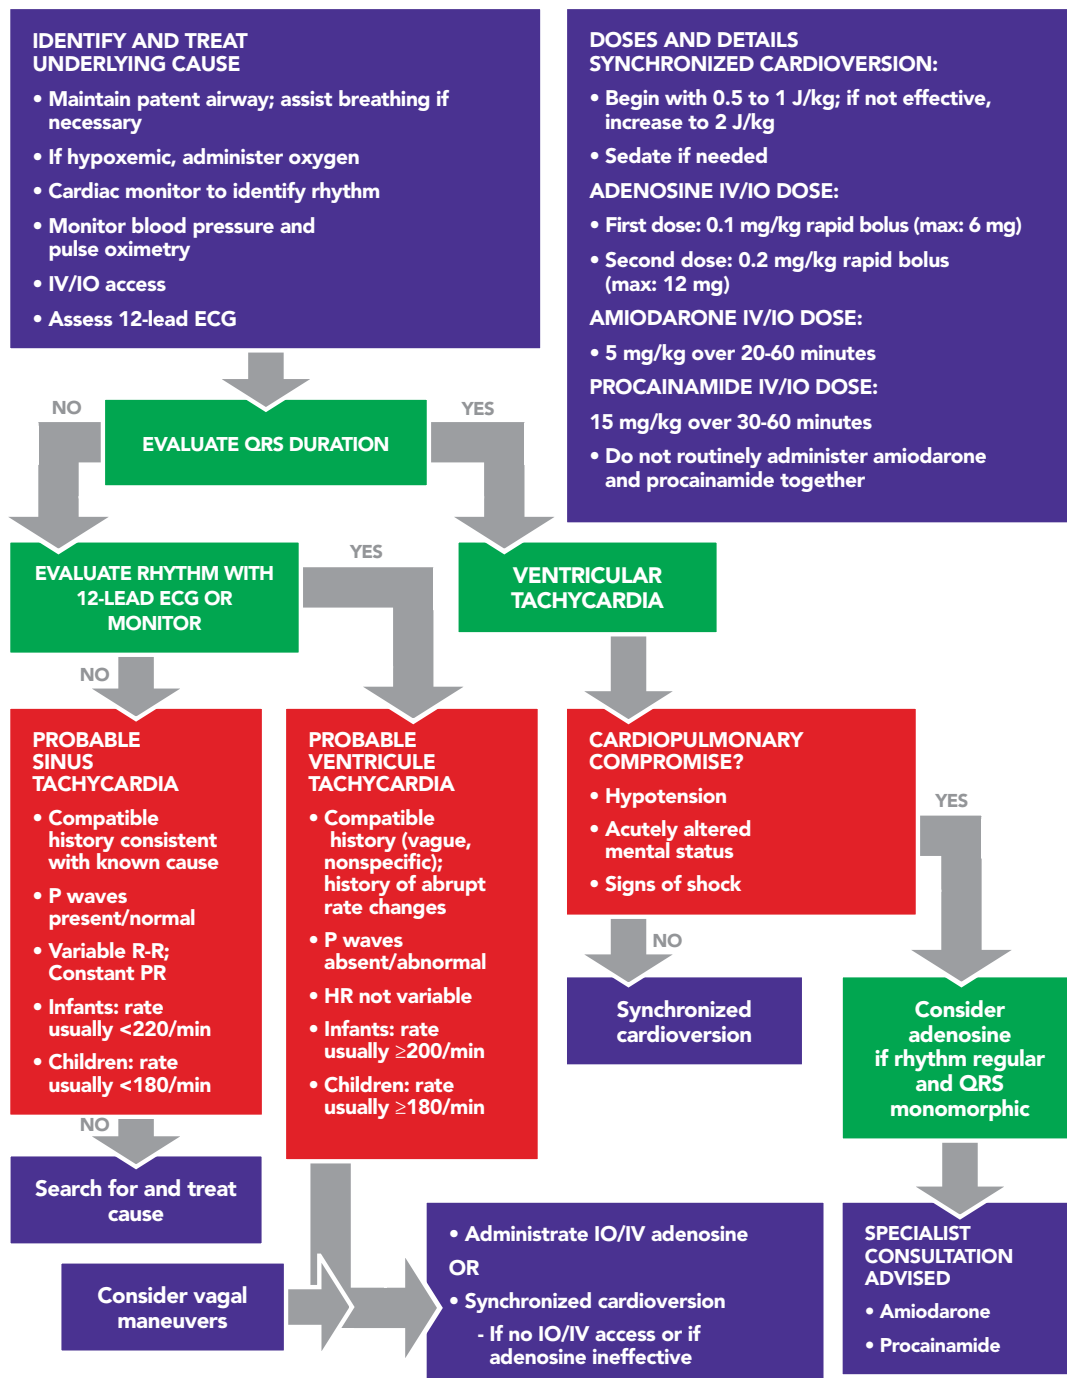 IDENTIFY AND TREAT
UNDERLYING CAUSE
• Maintain patent airway; assist breathing if
necessary
• If hypoxemic, administer oxygen
• Cardiac monitor to identify rhythm
• Monitor blood pressure and
pulse oximetry
• IV/IO access
• Assess 12-lead ECG
DOSES AND DETAILS
SYNCHRONIZED CARDIOVERSION:
• Begin with 0.5 to 1 J/kg; if not effective,
increase to 2 J/kg
• Sedate if needed
ADENOSINE IV/IO DOSE:
• First dose: 0.1 mg/kg rapid bolus (max: 6 mg)
• Second dose: 0.2 mg/kg rapid bolus
(max: 12 mg)
AMIODARONE IV/IO DOSE:
• 5 mg/kg over 20-60 minutes
PROCAINAMIDE IV/IO DOSE:
15 mg/kg over 30-60 minutes
• Do not routinely administer amiodarone
and procainamide together
NO
YES
EVALUATE QRS DURATION
EVALUATE RHYTHM WITH
12-LEAD ECG OR
MONITOR
YES
VENTRICULAR
TACHYCARDIA
NO
PROBABLE
SINUS
TACHYCARDIA
• Compatible
history consistent
with known cause
• P waves
present/normal
• Variable R-R;
Constant PR
• Infants: rate
usually <220/min
• Children: rate
usually <180/min
PROBABLE
VENTRICULE
TACHYCARDIA
• Compatible
history (vague,
nonspecific);
history of abrupt
rate changes
• P waves
absent/abnormal
• HR not variable
• Infants: rate
usually ≥200/min
• Children: rate
usually ≥180/min
CARDIOPULMONARY
COMPROMISE?
• Hypotension
• Acutely altered
mental status
• Signs of shock
YES
NO
Synchronized
cardioversion
Consider
adenosine
if rhythm regular
and QRS
monomorphic
NO
Search for and treat
cause
Consider vagal
maneuvers
• Administrate IO/IV adenosine
OR
• Synchronized cardioversion
- If no IO/IV access or if
adenosine ineffective
SPECIALIST
CONSULTATION
ADVISED
• Amiodarone
• Procainamide